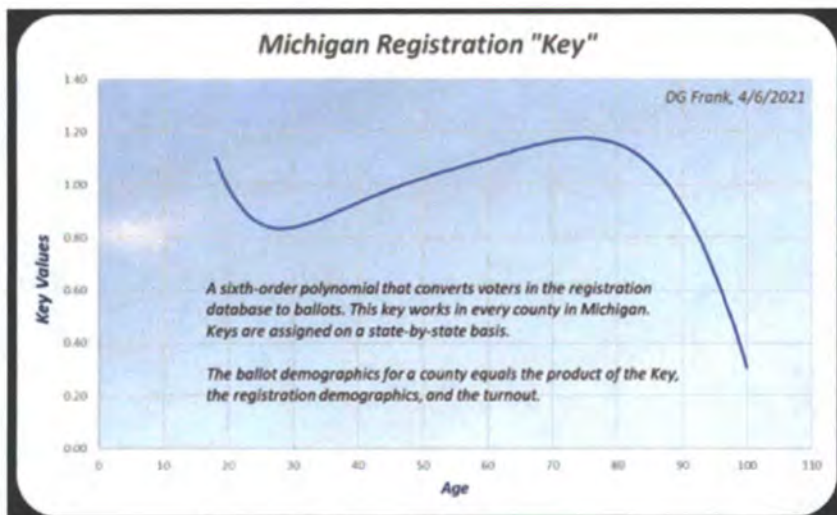 Michigan Registration "Key"
DG Frank, 4/6/2021
1.40
1.20
1.00
0.80
0.60
0.40
0.20
0.00
Key Values
A sixth-order polynomial that converts voters in the registration
database to ballots. This key works in every county in Michigan.
Keys are assigned on a state-by-state basis.
The ballot demographics for a county equals the product of the Key,
the registration demographics, and the turnout.
0 10 20 30 40 50 60 70 80 90 100 110
Age